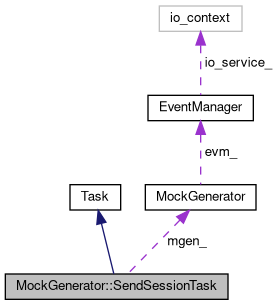 io_context
io_service_
EventManager
evm_
Task
MockGenerator
mgen_
MockGenerator::SendSessionTask